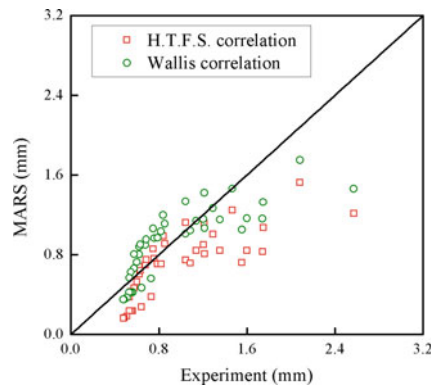 3.2
H.T.F.S. correlation
Wallis correlation
2.4
MARS (mm)
1.6
0.8
0.0
0.0 0.8 1.6 2.4 3.2
Experiment (mm)